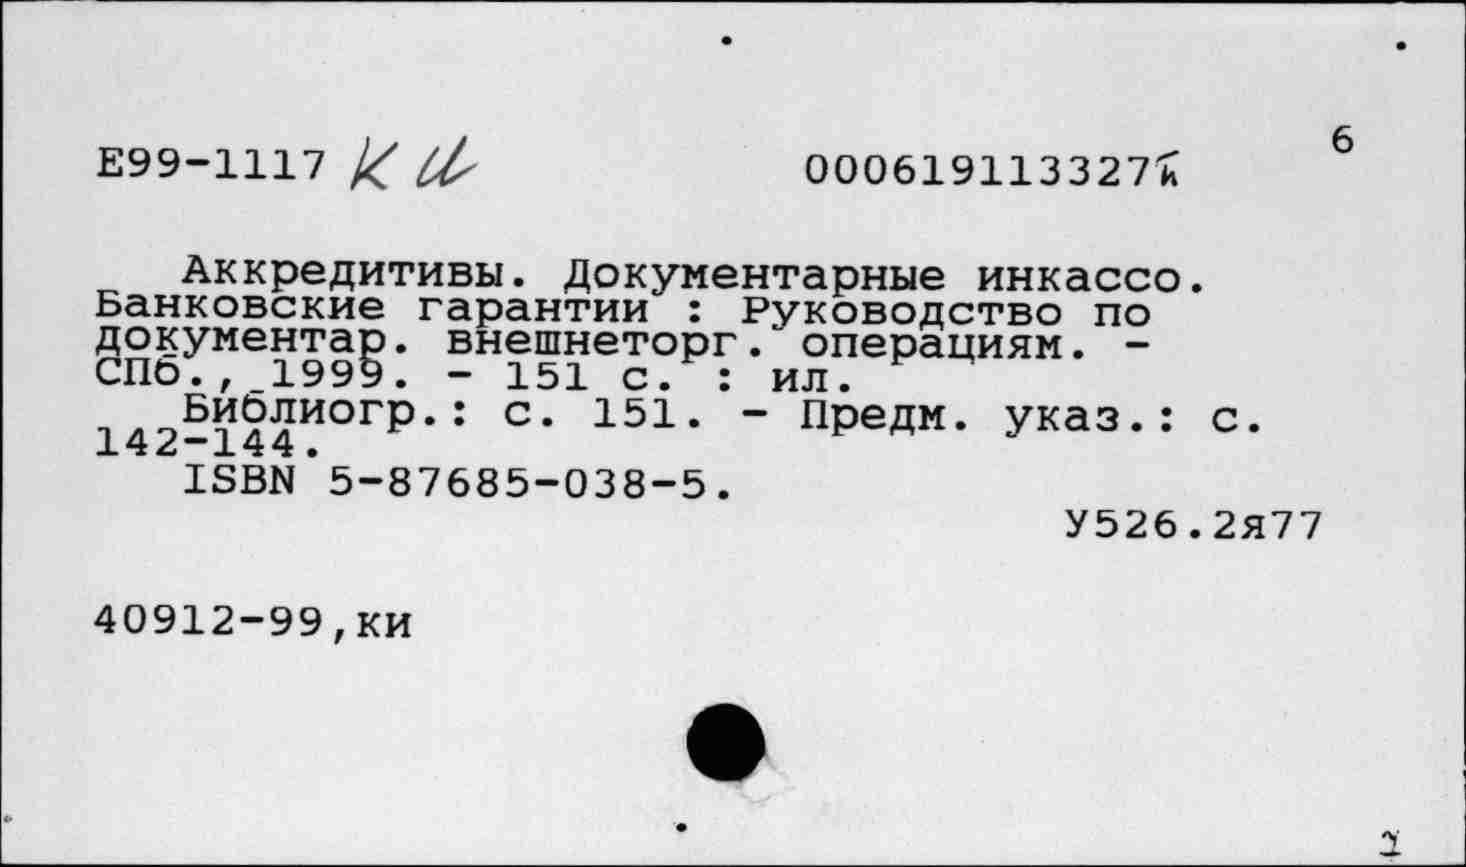 E99-1117 К И
000619113327К
6
Аккредитивы. Документарные инкассо.
Банковские гарантии : Руководство по
документар. внешнеторг. операциям. -
СПб., 1999. - 151 с. : ил.
Библиогр.: с. 151. - Предм. указ.: с.
142-144.
ISBN 5-87685-038-5.
У526.2я77
40912-99,ки